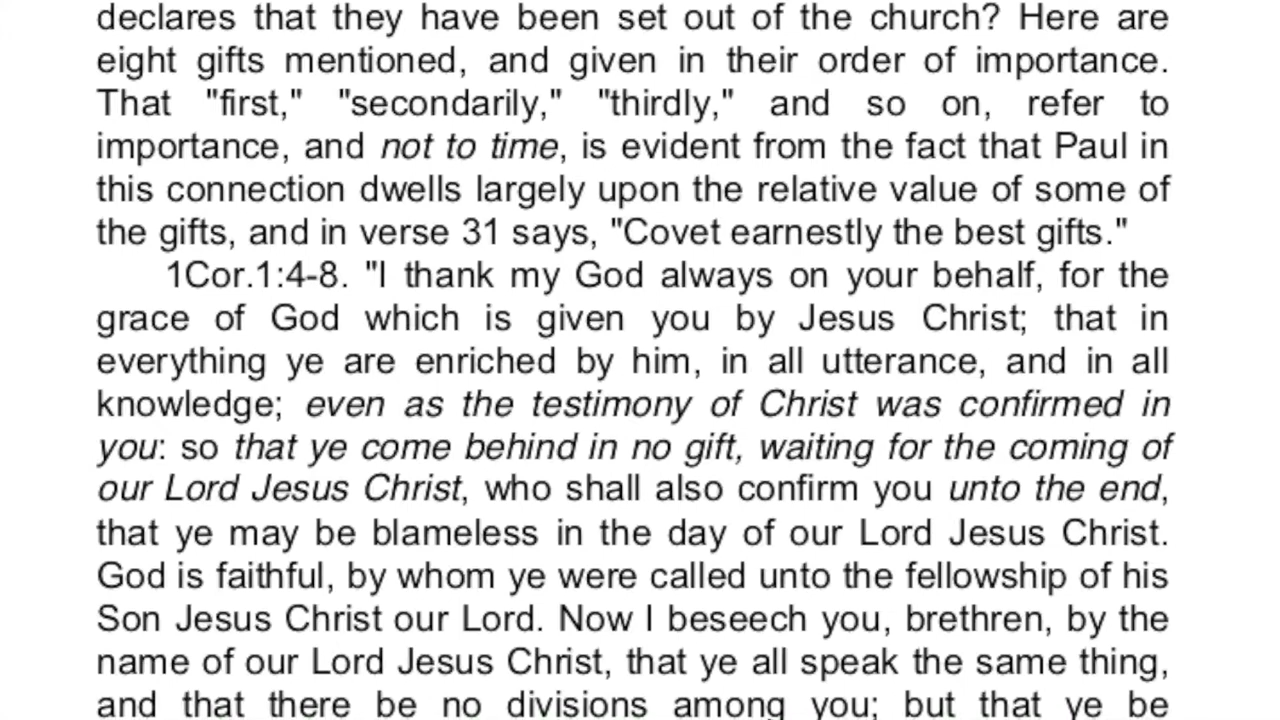 declares that they have been set out of the church? Here are
eight gifts mentioned, and given in their order of importance.
That "first," "secondarily," "thirdly," and so on, refer to
importance, and not to time, is evident from the fact that Paul in
this connection dwells largely upon the relative value of some of
the gifts, and in verse 31 says, "Covet earnestly the best gifts."
1Cor.1:4-8. "I thank my God always on your behalf, for the
grace of God which is given you by Jesus Christ; that in
everything ye are enriched by him, in all utterance, and in all
knowledge; even as the testimony of Christ was confirmed in
you: so that ye come behind in no gift, waiting for the coming of
our Lord Jesus Christ, who shall also confirm you unto the end,
that ye may be blameless in the day of our Lord Jesus Christ.
God is faithful, by whom ye were called unto the fellowship of his
Son Jesus Christ our Lord. Now I beseech you, brethren, by the
name of our Lord Jesus Christ, that ye all speak the same thing,
and that there be no divisions among you; but that ye be